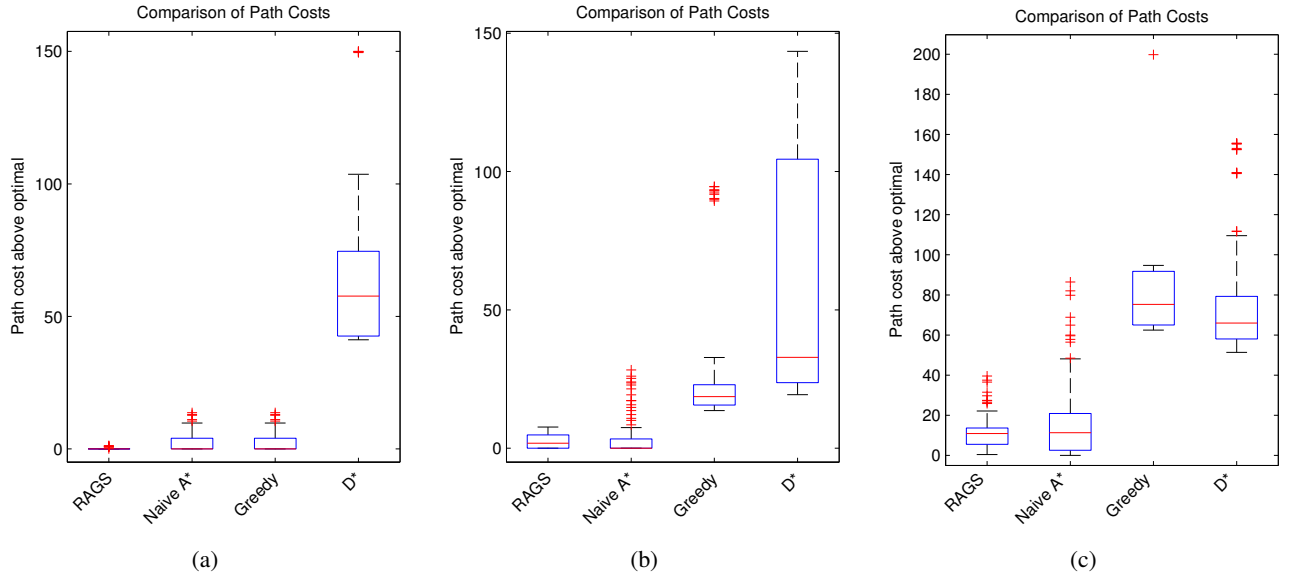 Comparison of Path Costs
Path cost above optimal
150
100
50
0
RAGS
Naive A*
Greedy
D*
(a)
Comparison of Path Costs
Path cost above optimal
150
100
50
0
RAGS
Naive A*
Greedy
D*
(b)
Comparison of Path Costs
Path cost above optimal
200
180
160
140
120
100
80
60
40
20
0
RAGS
Naive A*
Greedy
D*
(c)